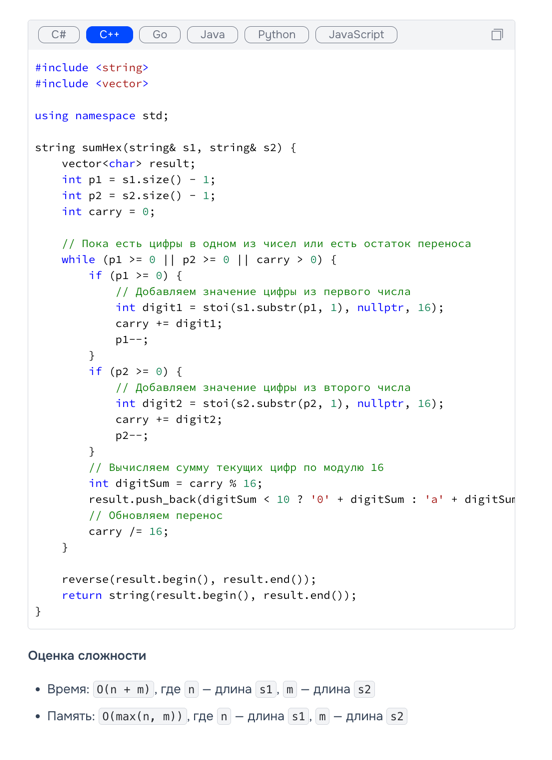 C# C++ Go Java Python JavaScript
#include <string>
#include <vector>

using namespace std;

string sumHex(string& s1, string& s2) {
    vector<char> result;
    int p1 = s1.size() - 1;
    int p2 = s2.size() - 1;
    int carry = 0;

    // Пока есть цифры в одном из чисел или есть остаток переноса
    while (p1 >= 0 || p2 >= 0 || carry > 0) {
        if (p1 >= 0) {
            // Добавляем значение цифры из первого числа
            int digit1 = stoi(s1.substr(p1, 1), nullptr, 16);
            carry += digit1;
            p1--;
        }
        if (p2 >= 0) {
            // Добавляем значение цифры из второго числа
            int digit2 = stoi(s2.substr(p2, 1), nullptr, 16);
            carry += digit2;
            p2--;
        }
        // Вычисляем сумму текущих цифр по модулю 16
        int digitSum = carry % 16;
        result.push_back(digitSum < 10 ? '0' + digitSum : 'a' + digitSum
        // Обновляем перенос
        carry /= 16;
    }

    reverse(result.begin(), result.end());
    return string(result.begin(), result.end());
}
Оценка сложности
• Время: O(n + m), где n — длина s1, m — длина s2
• Память: O(max(n, m)), где n — длина s1, m — длина s2